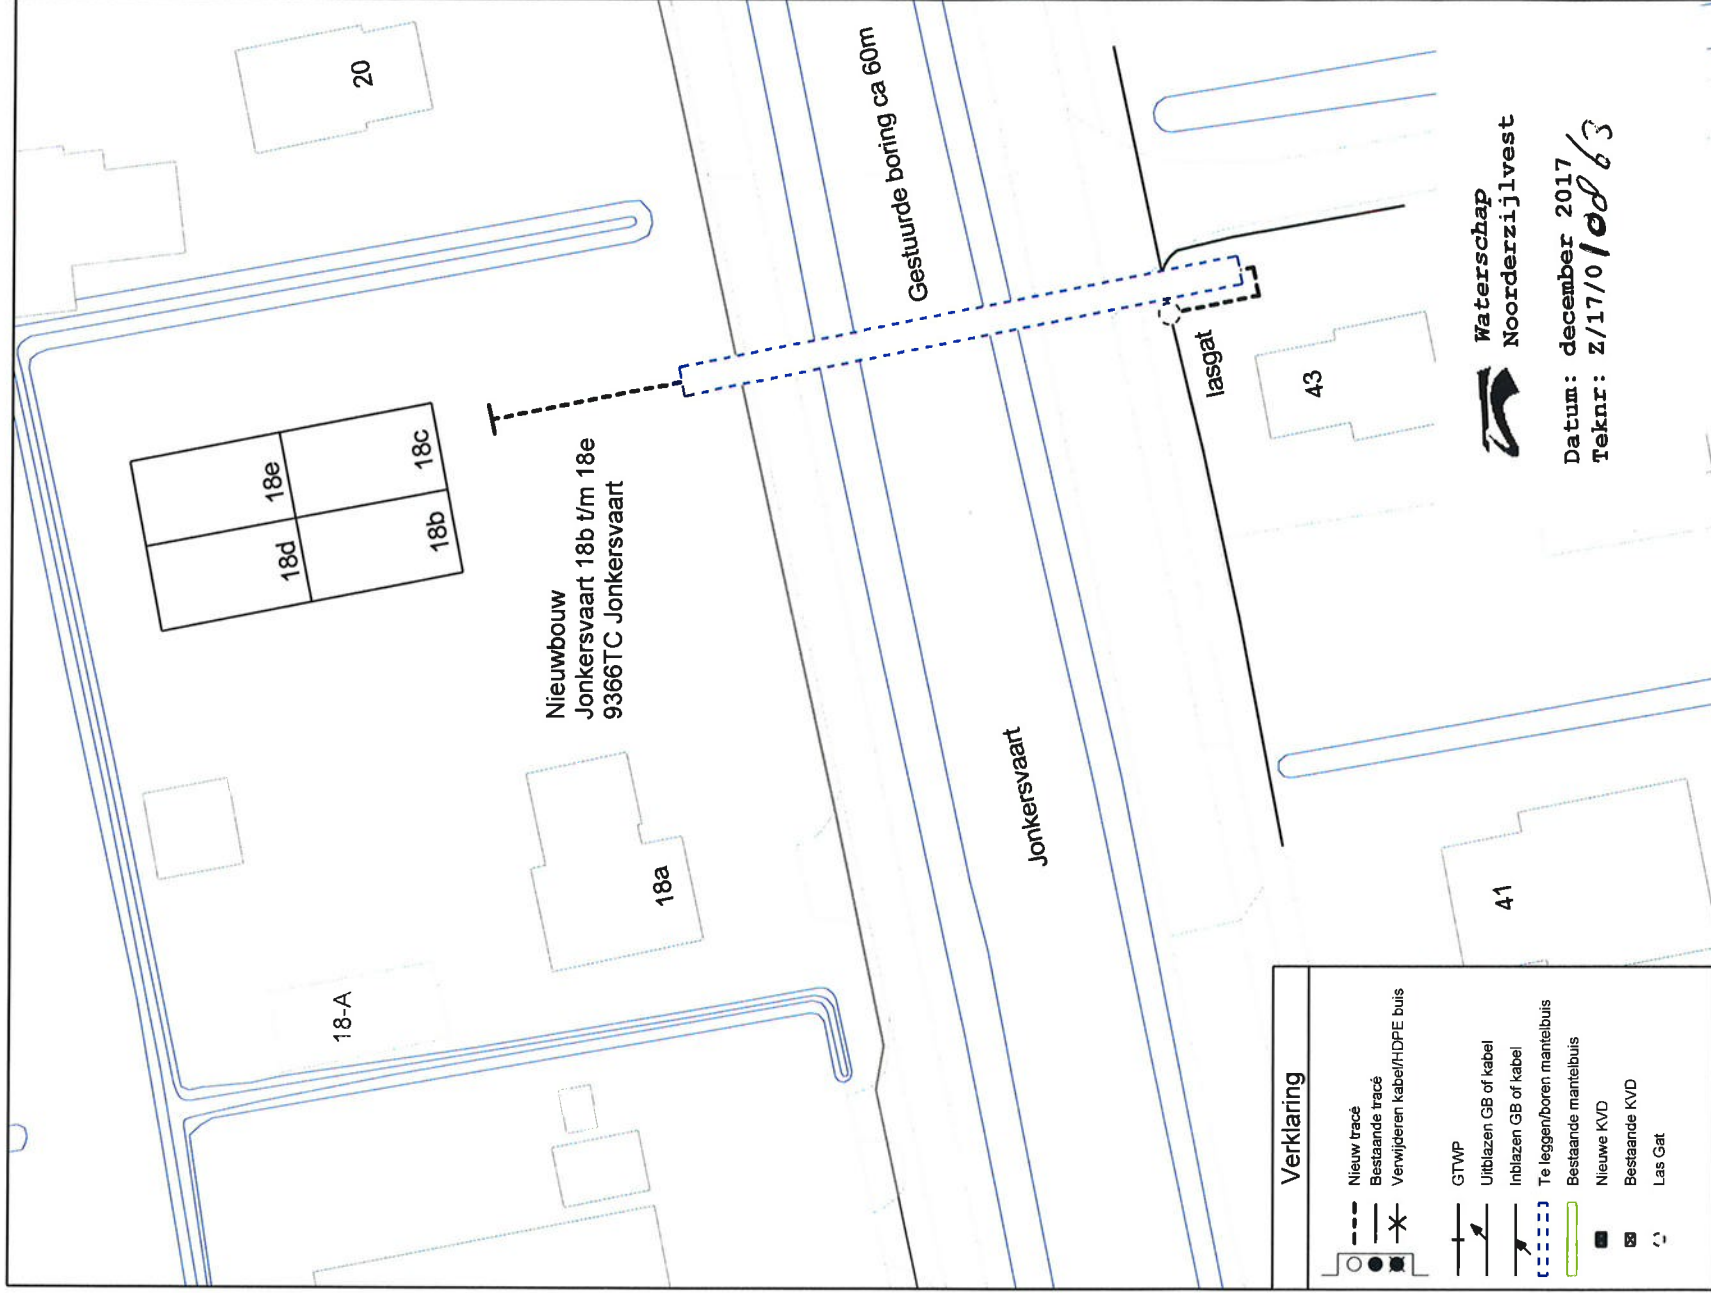 20
Gestuurde boring ca 60m
18e
18c
18d
18b
Nieuwbouw
Jonkersvaart 18b t/m 18e
9366TC Jonkersvaart
18a
18-A
Jonkersvaart
lasgat
43
41
Waterschap
Noorderzijlvest
Datum: december 2017
Teknr: Z/17/010863
Verklaring
Nieuw tracé
Bestaande tracé
Verwijderen kabel/HDPE buis
GTWP
Uitblazen GB of kabel
Inblazen GB of kabel
Te leggen/boren mantelbuis
Bestaande mantelbuis
Nieuwe KVD
Bestaande KVD
Las Gat